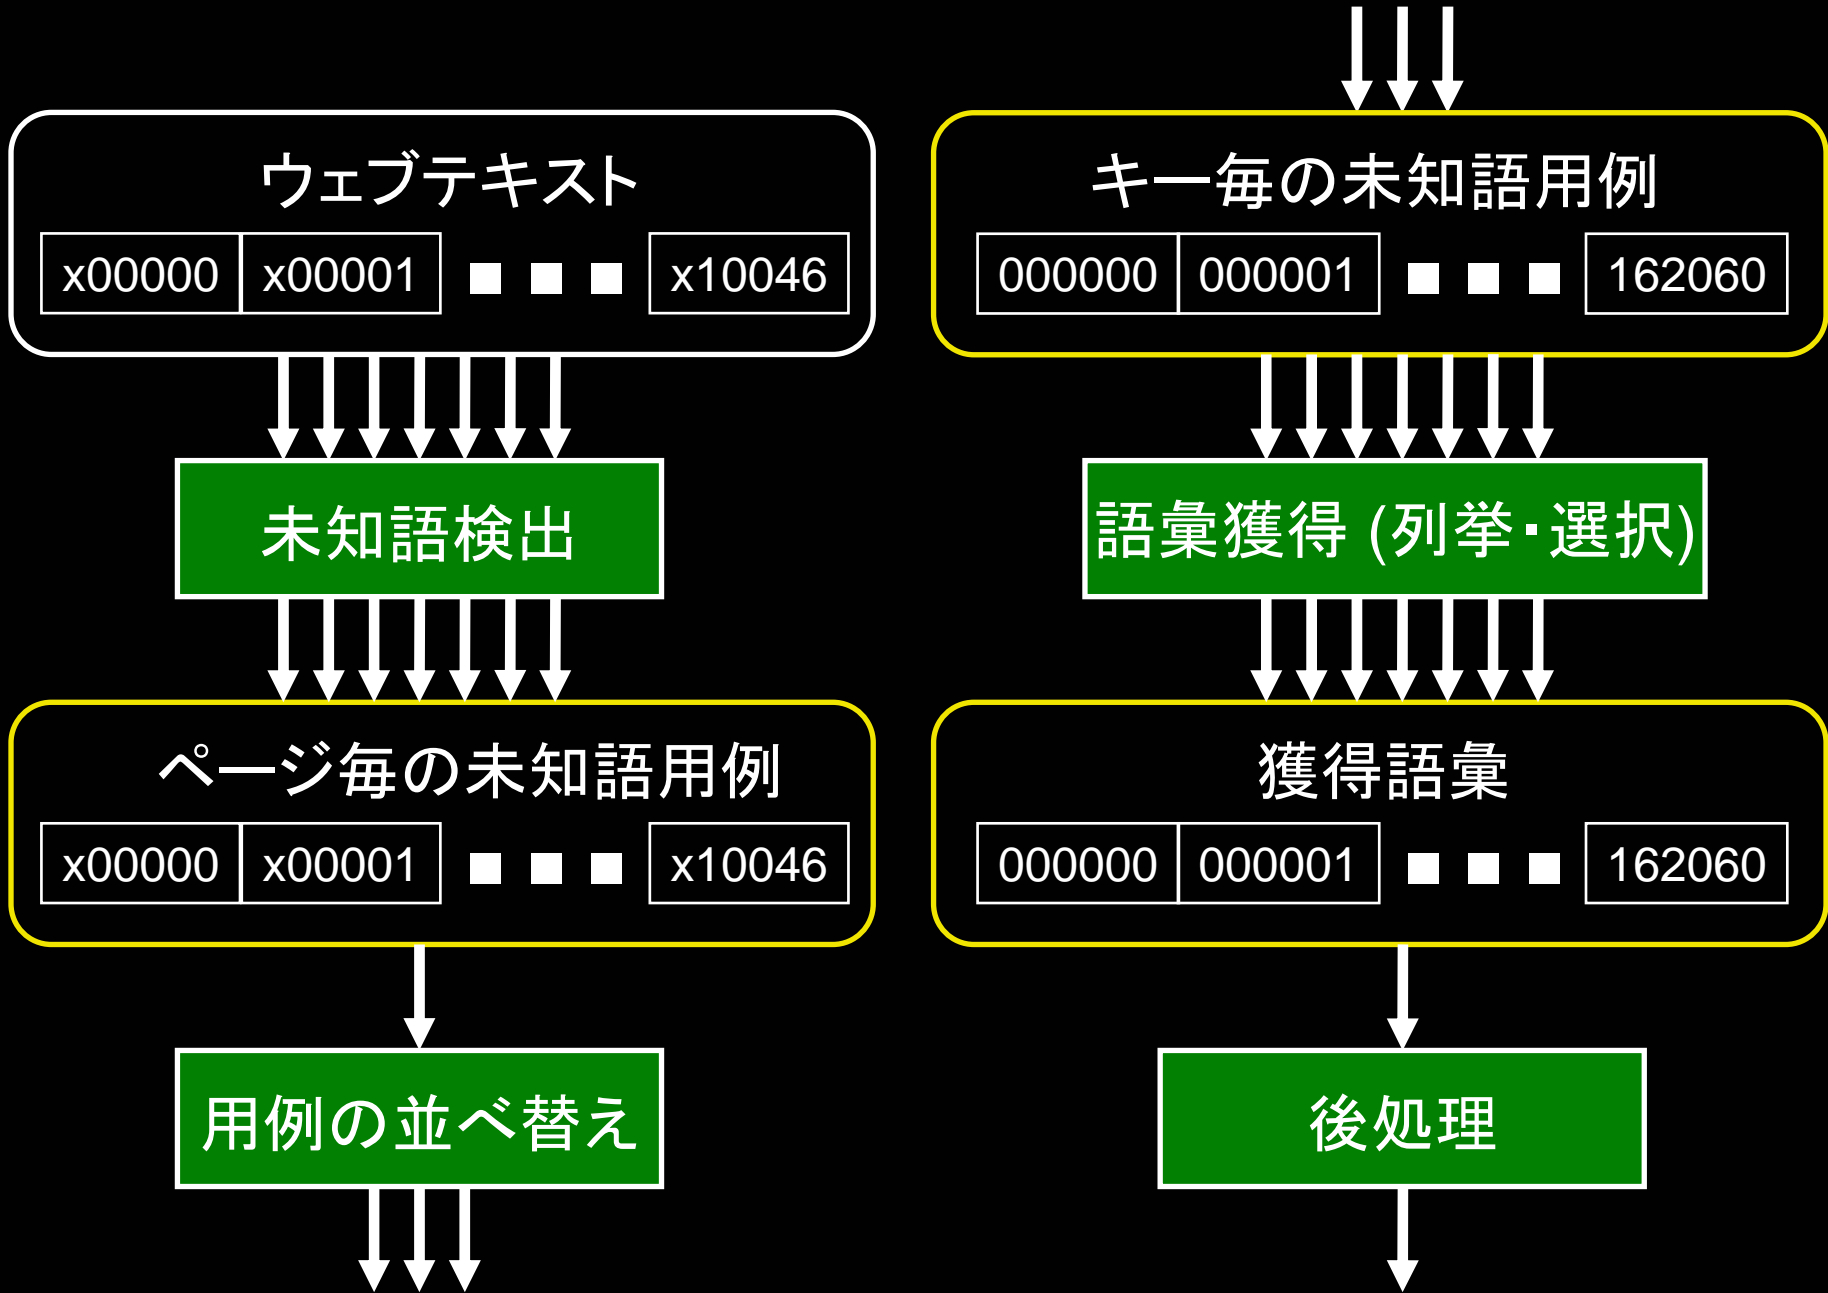 ウェブテキスト
x00000 x00001 ■ ■ ■ x10046
未知語検出
ページ毎の未知語用例
x00000 x00001 ■ ■ ■ x10046
用例の並べ替え
キー毎の未知語用例
000000 000001 ■ ■ ■ 162060
語彙獲得 (列挙・選択)
獲得語彙
000000 000001 ■ ■ ■ 162060
後処理